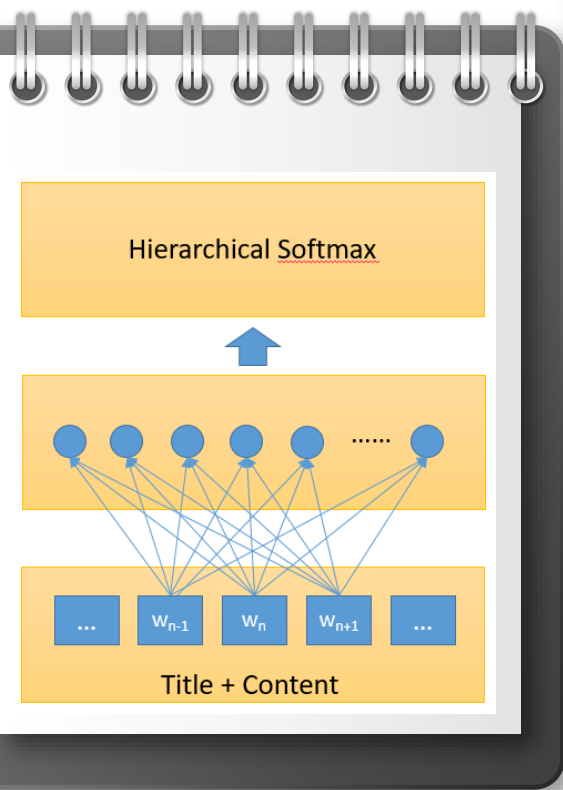 Hierarchical Softmax
......
... wn-1 wn wn+1 ...
Title + Content